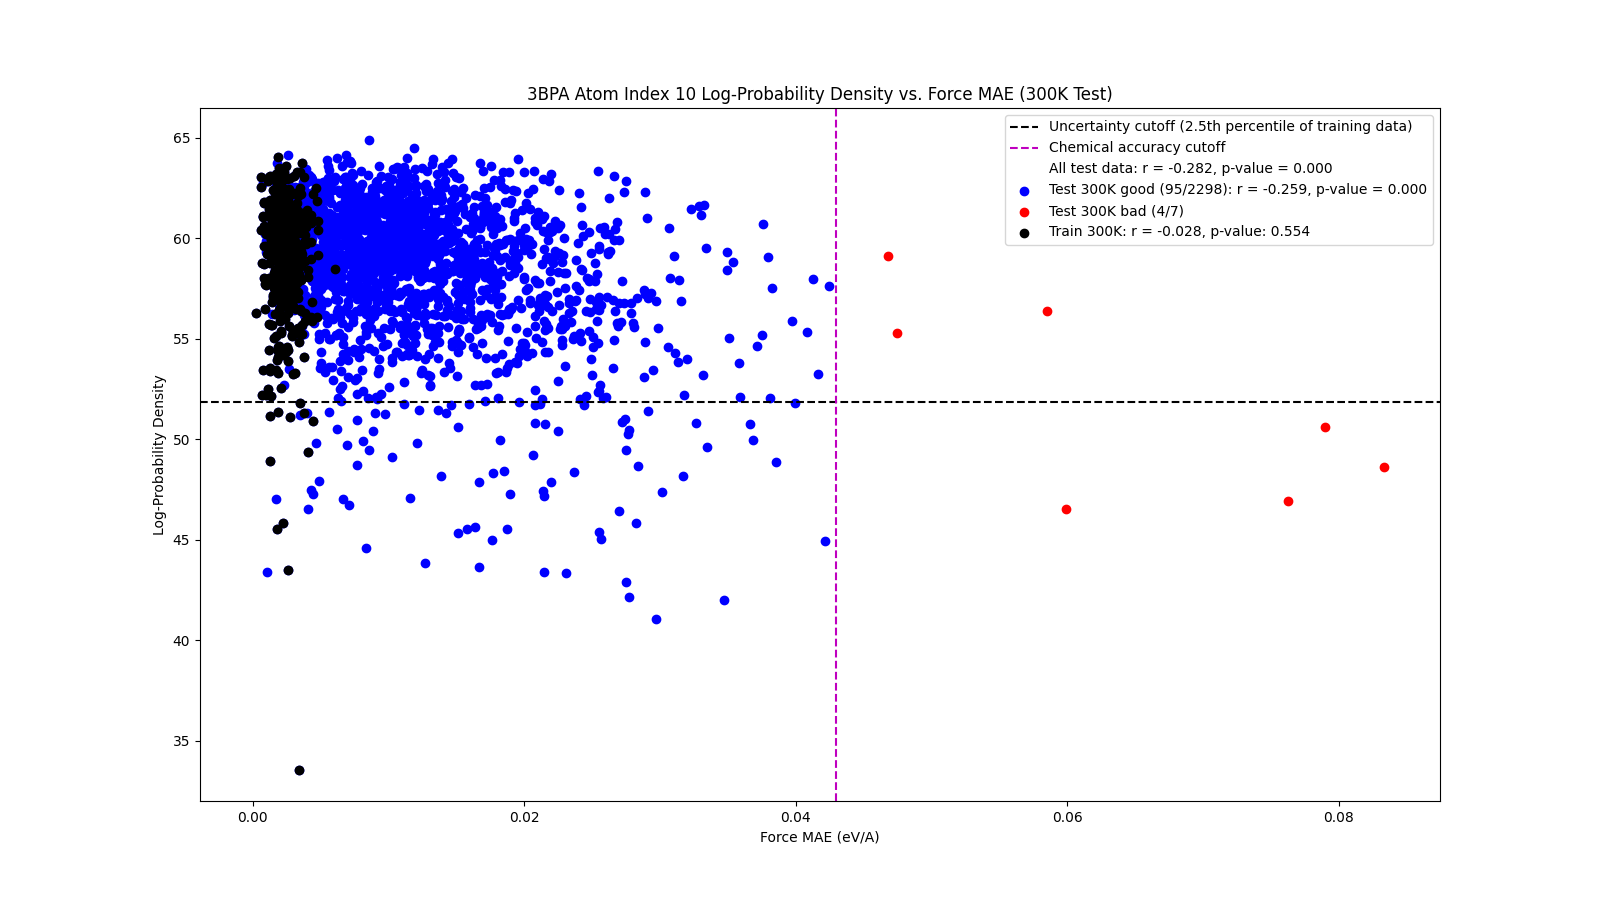 3BPA Atom Index 10 Log-Probability Density vs. Force MAE (300K Test)
Uncertainty cutoff (2.5th percentile of training data)
Chemical accuracy cutoff
All test data: r = -0.282, p-value = 0.000
Test 300K good (95/2298): r = -0.259, p-value = 0.000
Test 300K bad (4/7)
Train 300K: r = -0.028, p-value: 0.554
Log-Probability Density
65
60
55
50
45
40
35
0.00 0.02 0.04 0.06 0.08
Force MAE (eV/A)